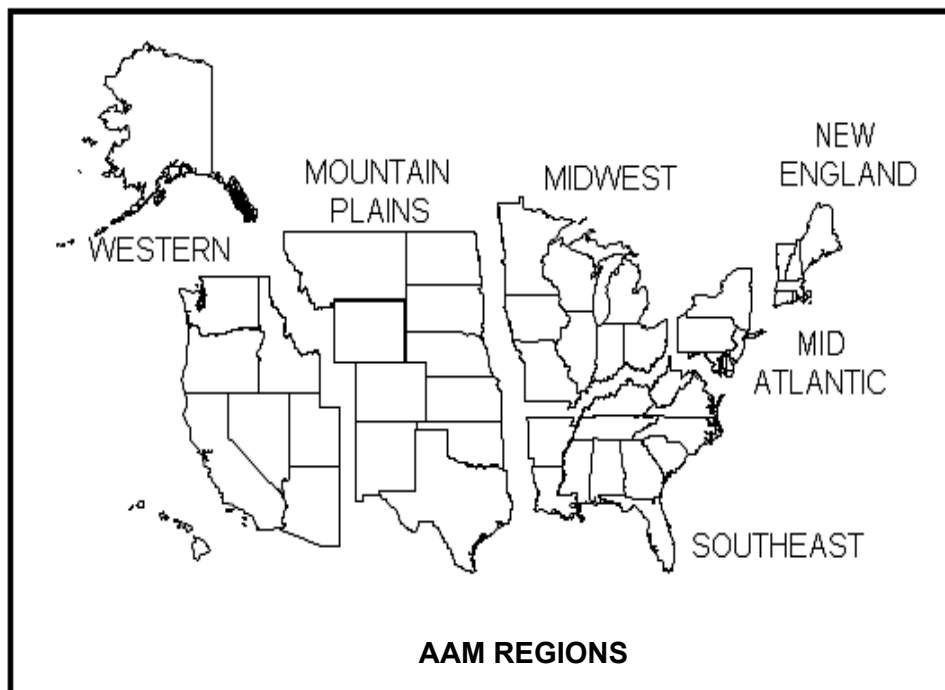 NEW
ENGLAND
MOUNTAIN
PLAINS
MIDWEST
WESTERN
MID
ATLANTIC
SOUTHEAST
AAM REGIONS